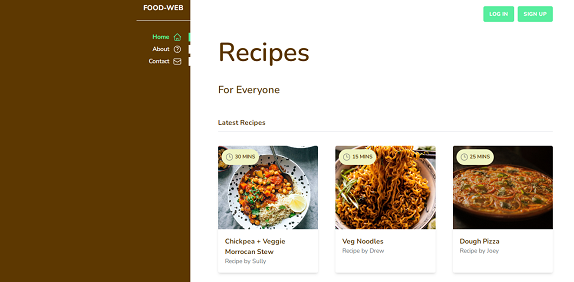 FOOD-WEB
Home
About
Contact
LOG IN
SIGN UP
Recipes
For Everyone
Latest Recipes
30 MINS
15 MINS
25 MINS
Chickpea + Veggie
Morrocan Stew
Recipe by Sully
Veg Noodles
Recipe by Drew
Dough Pizza
Recipe by Joey